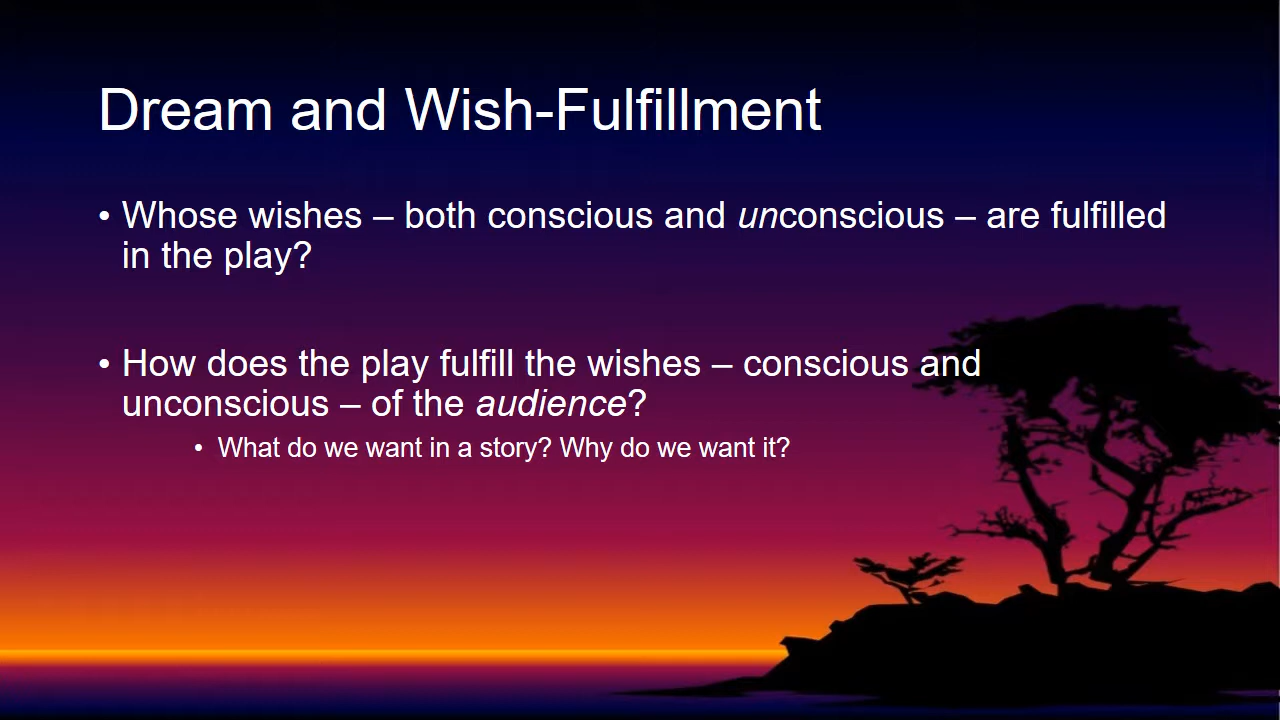 Dream and Wish-Fulfillment
• Whose wishes – both conscious and unconscious – are fulfilled
in the play?
• How does the play fulfill the wishes – conscious and
unconscious – of the audience?
• What do we want in a story? Why do we want it?